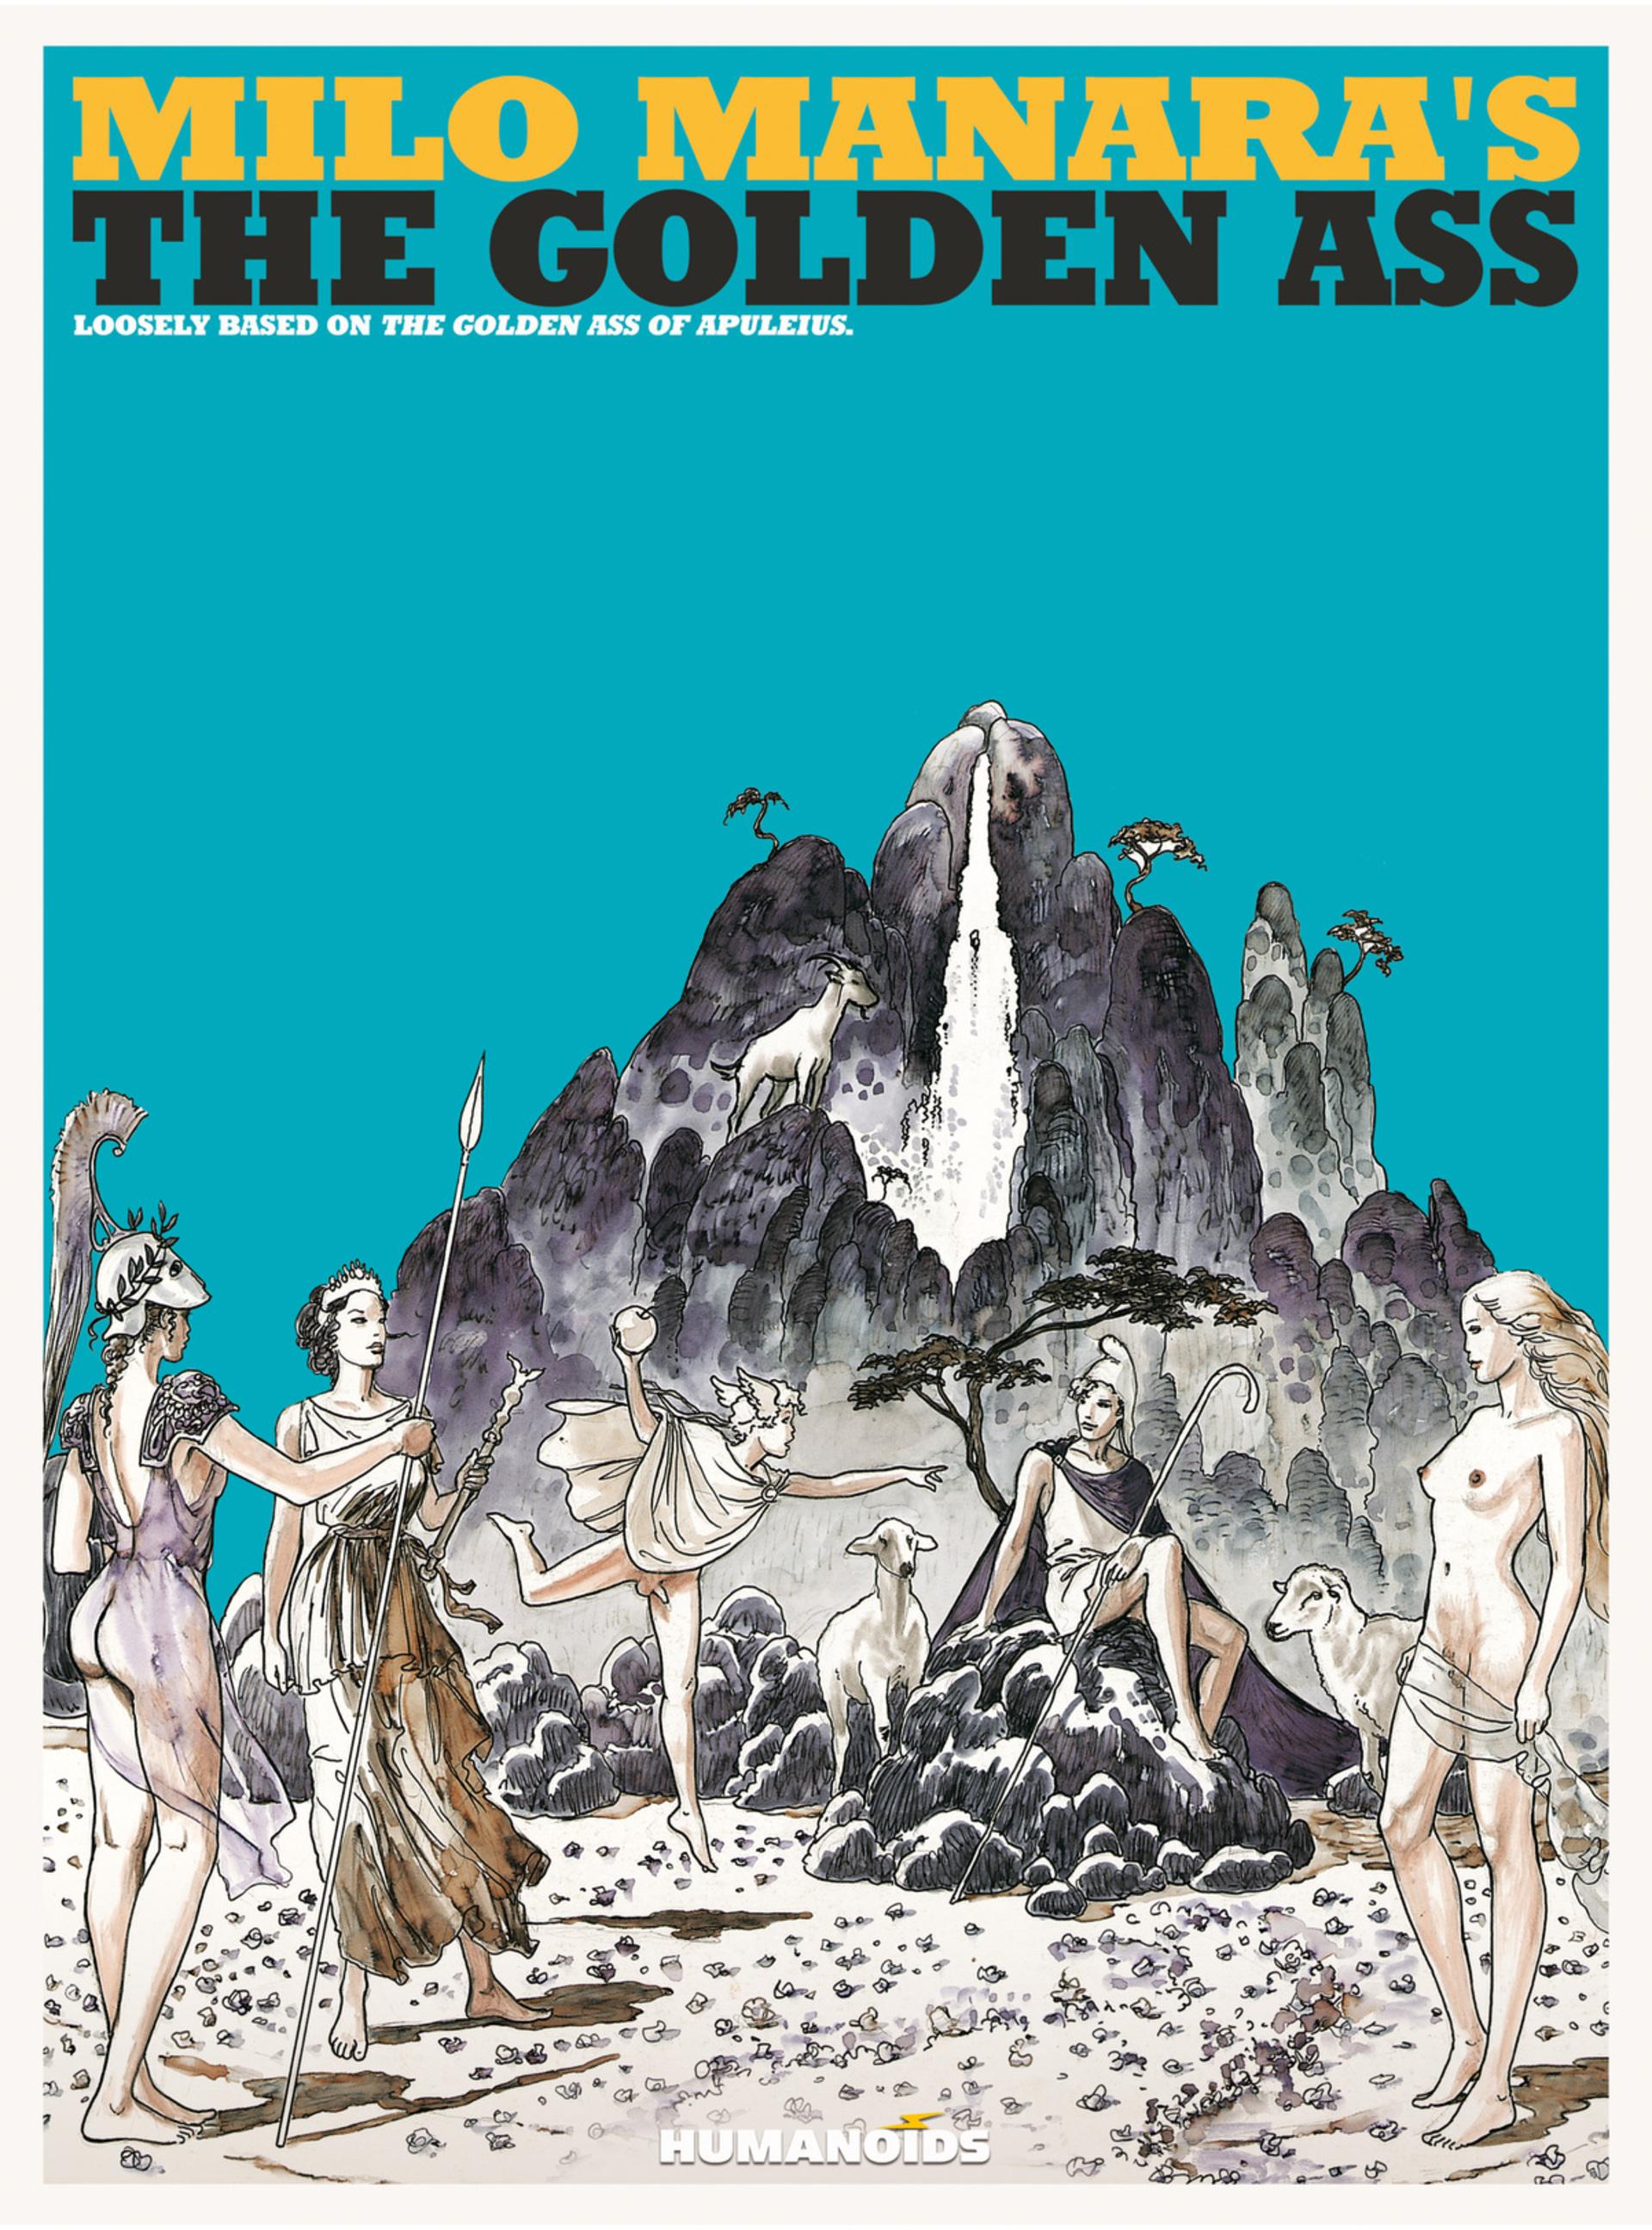 MILO MANARA'S
THE GOLDEN ASS
LOOSELY BASED ON THE GOLDEN ASS OF APULEIUS.
HUMANOIDS